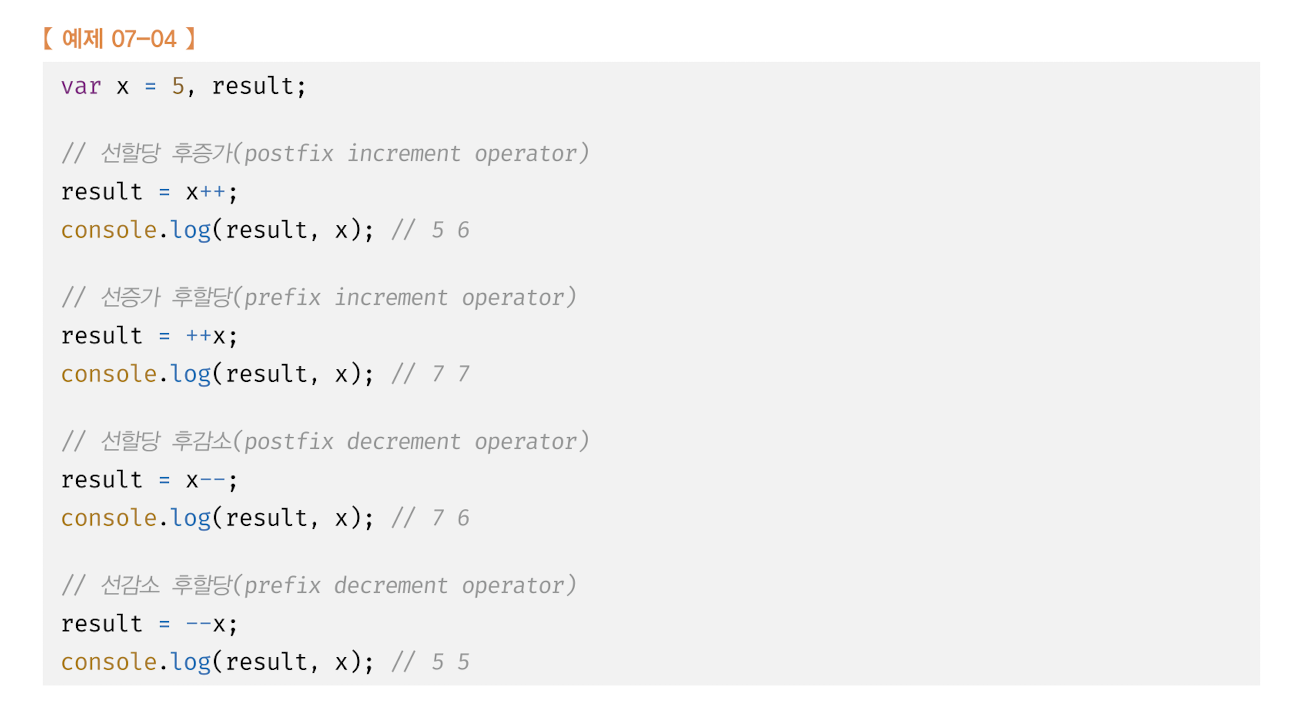 【 예제 07-04 】
var x = 5, result;
// 선할당 후증가(postfix increment operator)
result = x++;
console.log(result, x); // 5 6
// 선증가 후할당(prefix increment operator)
result = ++x;
console.log(result, x); // 7 7
// 선할당 후감소(postfix decrement operator)
result = x--;
console.log(result, x); // 7 6
// 선감소 후할당(prefix decrement operator)
result = --x;
console.log(result, x); // 5 5